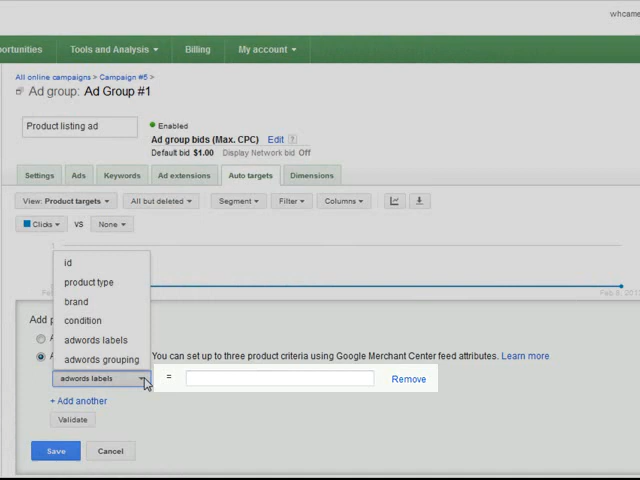 whcame
portunities Tools and Analysis Billing My account
All online campaigns > Campaign #5 >
Ad group: Ad Group #1
Product listing ad
Enabled
Ad group bids (Max. CPC) Edit ?
Default bid $1.00 Display Network bid Off
Settings Ads Keywords Ad extensions Auto targets Dimensions
View: Product targets All but deleted Segment Filter Columns
Clicks VS None
id
product type
brand
condition
adwords labels
adwords grouping
Add p
You can set up to three product criteria using Google Merchant Center feed attributes. Learn more
adwords labels = Remove
+ Add another
Validate
Save Cancel